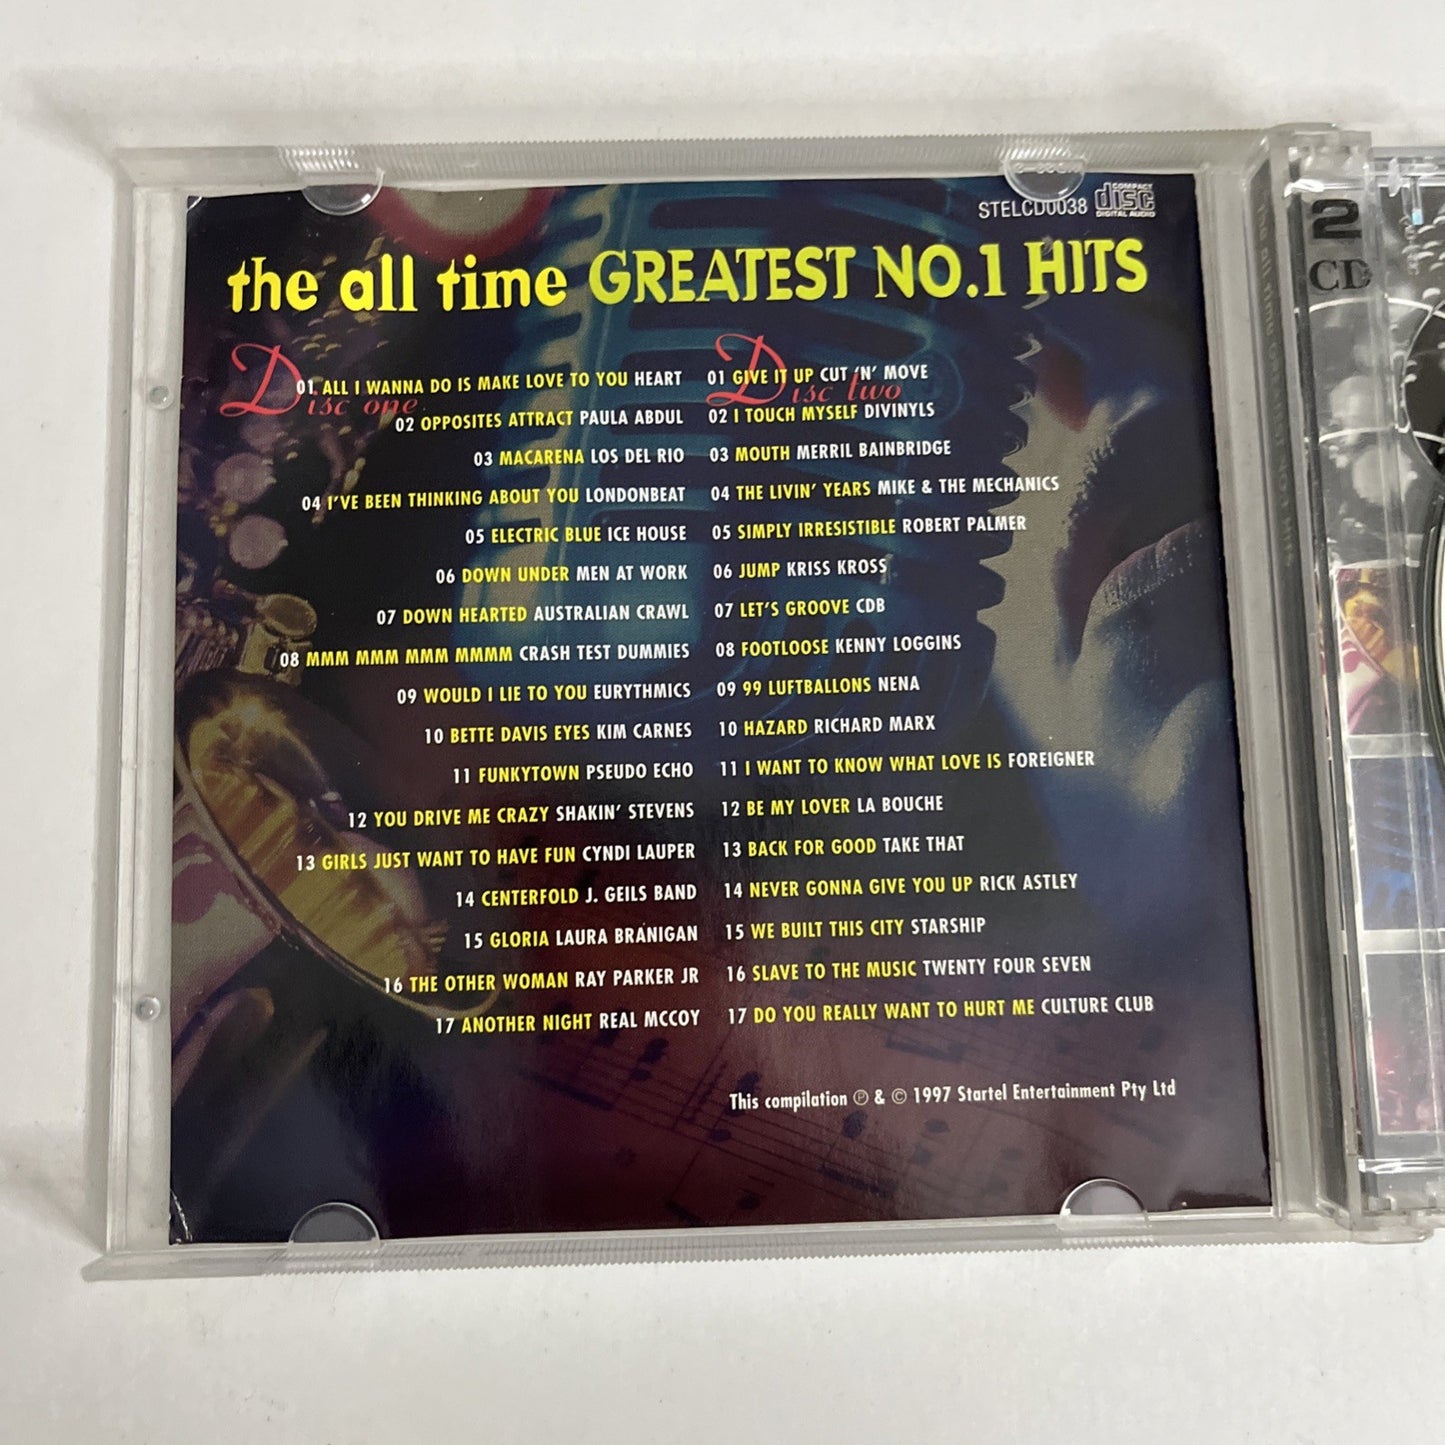 STELCD0038
COMPACT
disc
DIGITAL AUDIO
the all time GREATEST NO.1 HITS
Disc one
01 ALL I WANNA DO IS MAKE LOVE TO YOU HEART
02 OPPOSITES ATTRACT PAULA ABDUL
03 MACARENA LOS DEL RIO
04 I'VE BEEN THINKING ABOUT YOU LONDONBEAT
05 ELECTRIC BLUE ICE HOUSE
06 DOWN UNDER MEN AT WORK
07 DOWN HEARTED AUSTRALIAN CRAWL
08 MMM MMM MMM MMMM CRASH TEST DUMMIES
09 WOULD I LIE TO YOU EURYTHMICS
10 BETTE DAVIS EYES KIM CARNES
11 FUNKYTOWN PSEUDO ECHO
12 YOU DRIVE ME CRAZY SHAKIN' STEVENS
13 GIRLS JUST WANT TO HAVE FUN CYNDI LAUPER
14 CENTERFOLD J. GEILS BAND
15 GLORIA LAURA BRANIGAN
16 THE OTHER WOMAN RAY PARKER JR
17 ANOTHER NIGHT REAL MCCOY
Disc two
01 GIVE IT UP CUT 'N' MOVE
02 I TOUCH MYSELF DIVINYLS
03 MOUTH MERRIL BAINBRIDGE
04 THE LIVIN' YEARS MIKE & THE MECHANICS
05 SIMPLY IRRESISTIBLE ROBERT PALMER
06 JUMP KRISS KROSS
07 LET'S GROOVE CDB
08 FOOTLOOSE KENNY LOGGINS
09 99 LUFTBALLONS NENA
10 HAZARD RICHARD MARX
11 I WANT TO KNOW WHAT LOVE IS FOREIGNER
12 BE MY LOVER LA BOUCHE
13 BACK FOR GOOD TAKE THAT
14 NEVER GONNA GIVE YOU UP RICK ASTLEY
15 WE BUILT THIS CITY STARSHIP
16 SLAVE TO THE MUSIC TWENTY FOUR SEVEN
17 DO YOU REALLY WANT TO HURT ME CULTURE CLUB
This compilation ℗ & © 1997 Startel Entertainment Pty Ltd
2
CD